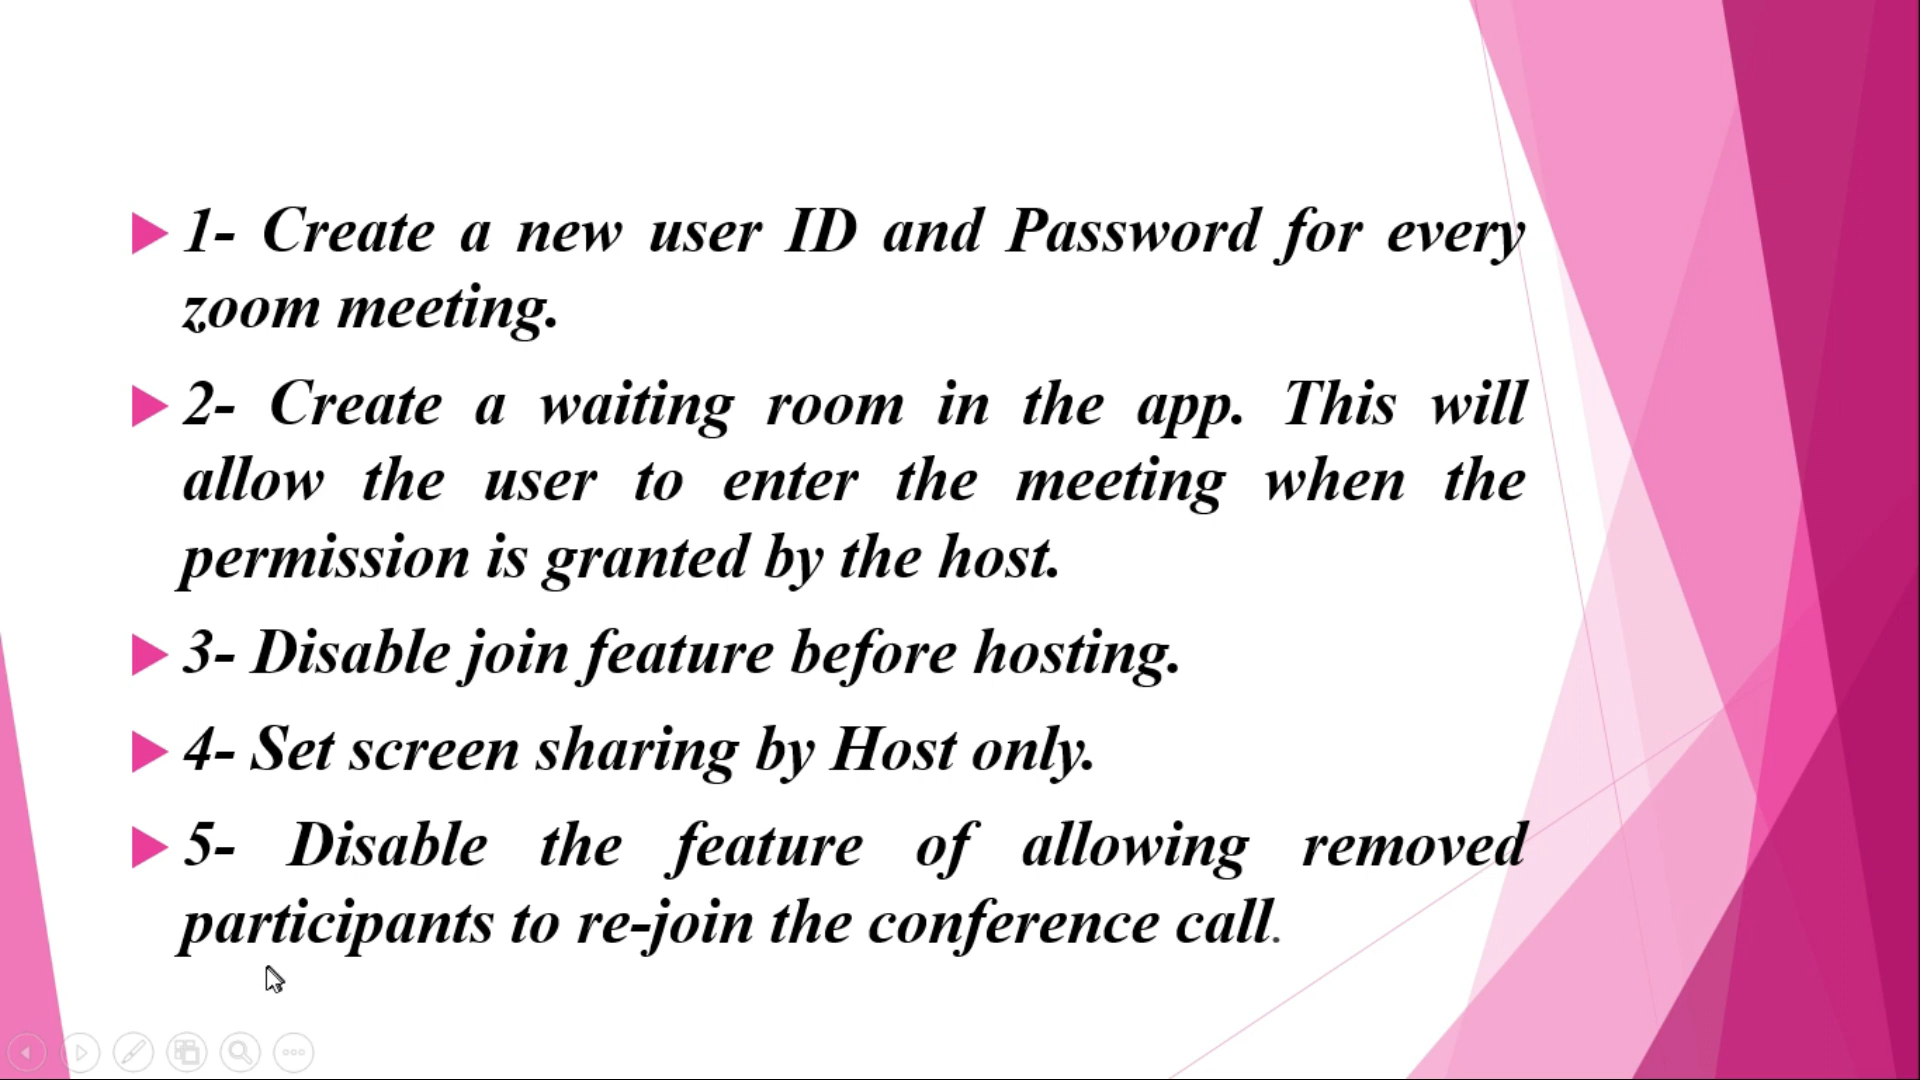 1- Create a new user ID and Password for every
zoom meeting.
2- Create a waiting room in the app. This will
allow the user to enter the meeting when the
permission is granted by the host.
3- Disable join feature before hosting.
4- Set screen sharing by Host only.
5- Disable the feature of allowing removed
participants to re-join the conference call.